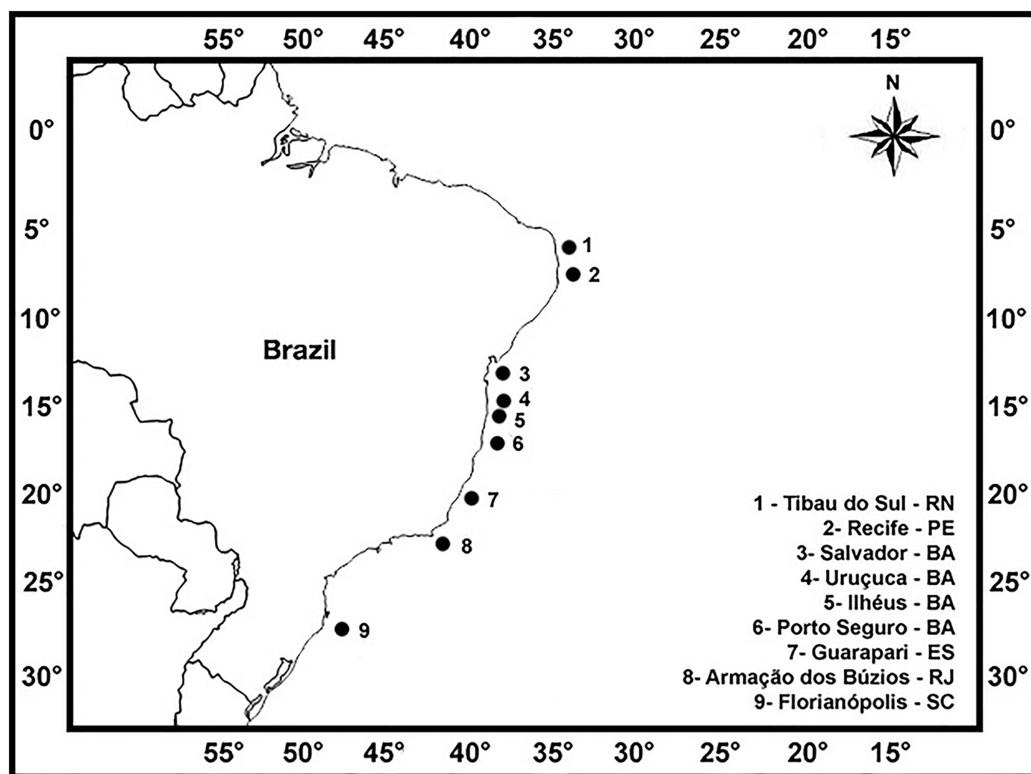 55° 50° 45° 40° 35° 30° 25° 20° 15°
N
0° 0°
5° 5°
1
2
10° 10°
Brazil
3
15° 4 15°
5
6
20° 7 20°
1 - Tibau do Sul - RN
2- Recife - PE
8
3- Salvador - BA
25° 4- Uruçuca - BA 25°
5- Ilhéus - BA
9 6- Porto Seguro - BA
7- Guarapari - ES
30° 8- Armação dos Búzios - RJ 30°
9- Florianópolis - SC
55° 50° 45° 40° 35° 30° 25° 20° 15°